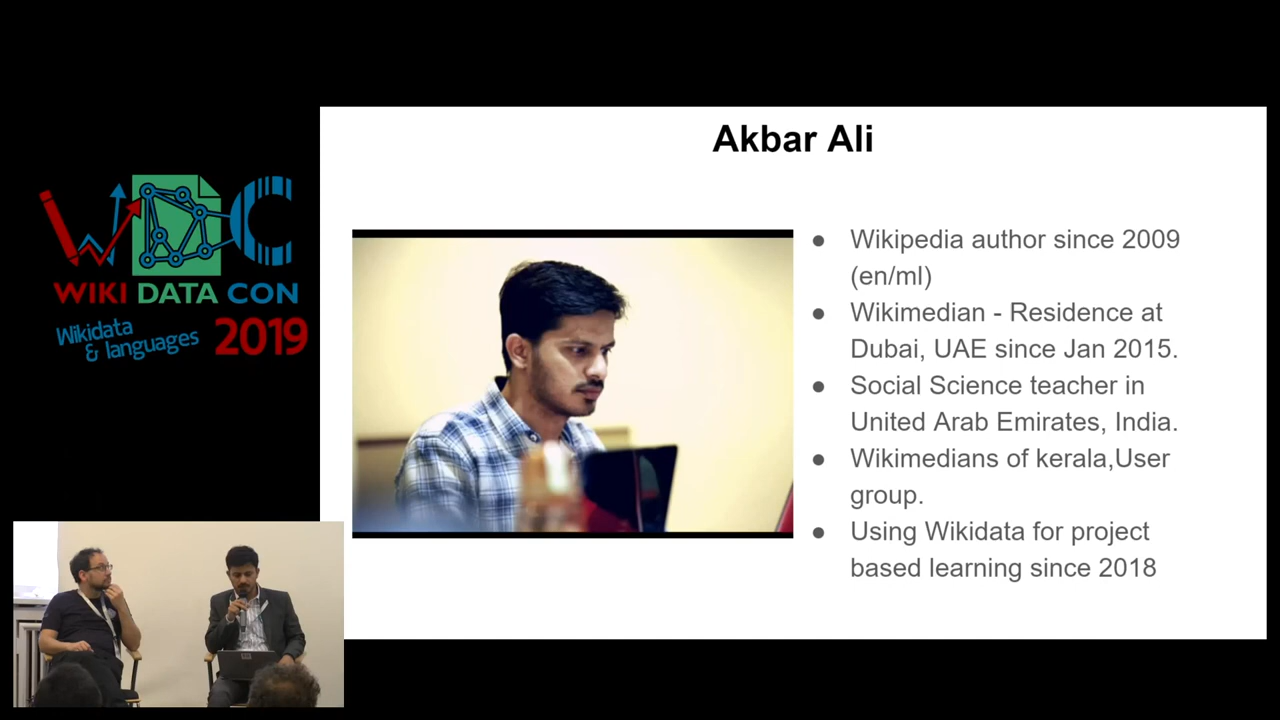 WDC
WIKI DATA CON
Wikidata
& languages
2019
Akbar Ali
● Wikipedia author since 2009
(en/ml)
● Wikimedian - Residence at
Dubai, UAE since Jan 2015.
● Social Science teacher in
United Arab Emirates, India.
● Wikimedians of kerala,User
group.
● Using Wikidata for project
based learning since 2018